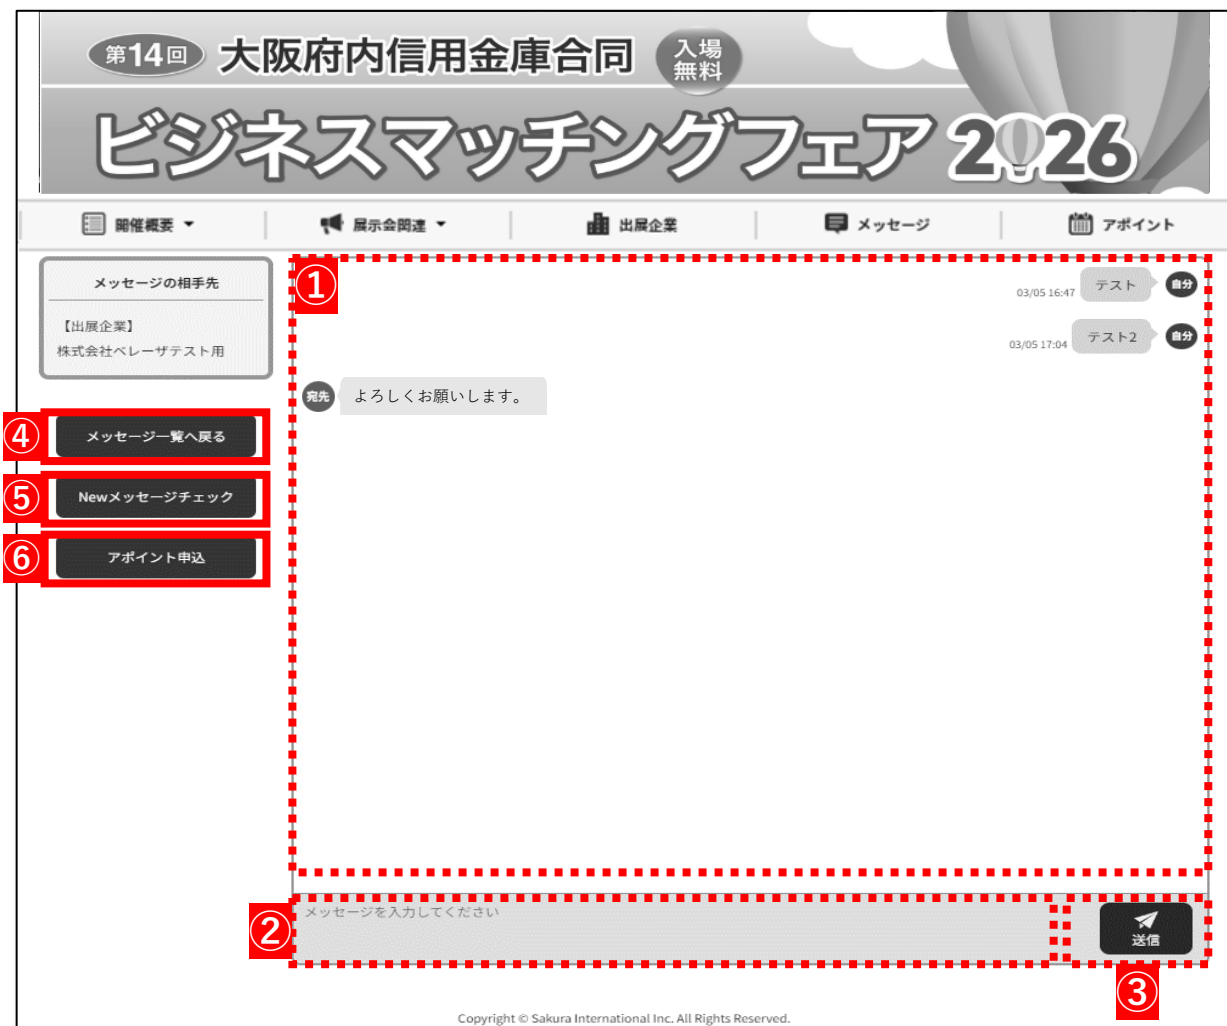 第14回 大阪府内信用金庫合同 入場
無料
ビジネスマッチングフェア 2026
開催概要 展示会関連 出展企業 メッセージ アポイント
メッセージの相手先
【出展企業】
株式会社ベレーザテスト用
①
03/05 16:47 テスト 自分
03/05 17:04 テスト2 自分
宛先 よろしくお願いします。
④ メッセージ一覧へ戻る
⑤ Newメッセージチェック
⑥ アポイント申込
② メッセージを入力してください
送信
③
Copyright © Sakura International Inc. All Rights Reserved.